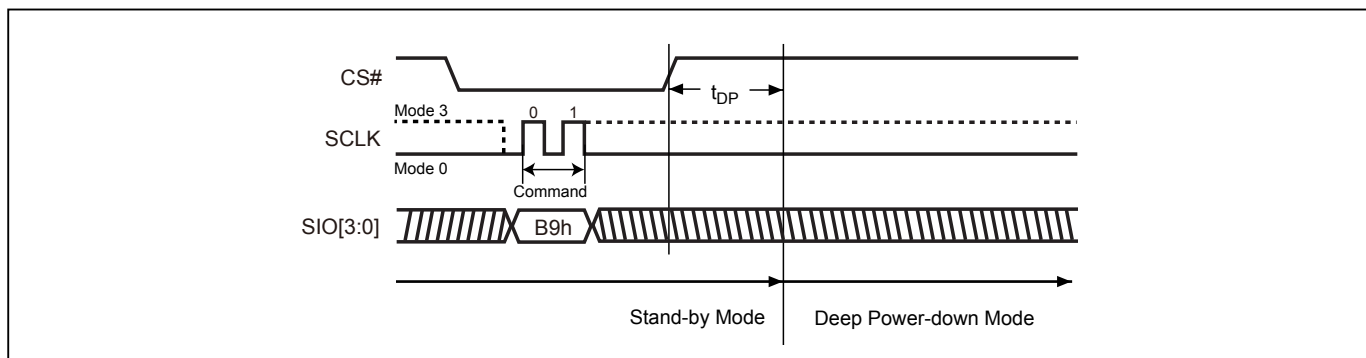 CS#
tDP
Mode 3
0 1
SCLK
Mode 0
Command
SIO[3:0]
B9h
Stand-by Mode
Deep Power-down Mode